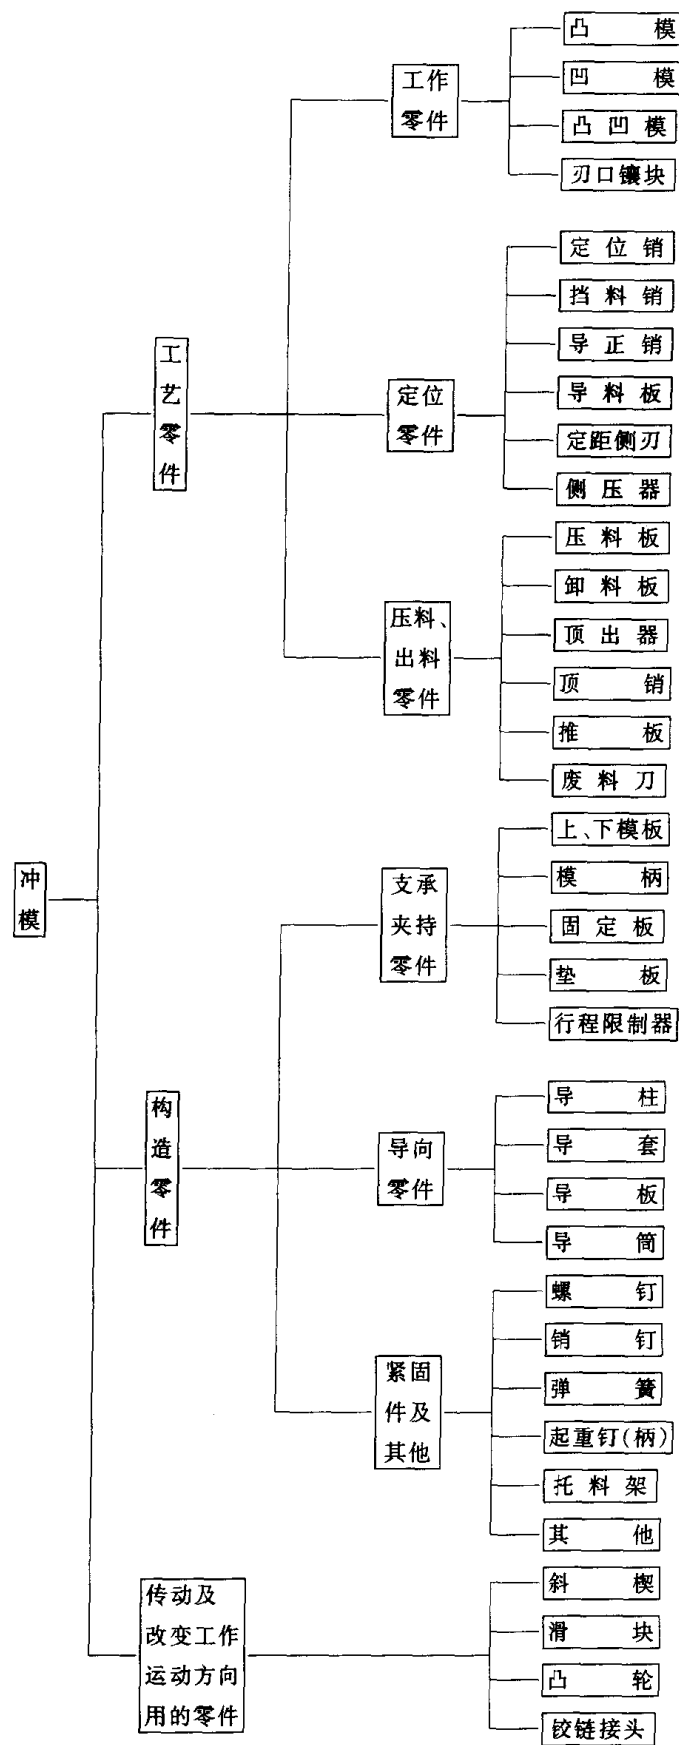 凸模
凹模
凸凹模
刃口镶块
工作
零件
定位销
挡料销
导正销
导料板
定距侧刃
侧压器
定位
零件
压料板
卸料板
顶出器
顶销
推板
废料刀
压料、
出料
零件
工
艺
零
件
上、下模板
模柄
固定板
垫板
行程限制器
支承
夹持
零件
导柱
导套
导板
导筒
导向
零件
螺钉
销钉
弹簧
起重钉(柄)
托料架
其他
紧固
件及
其他
构
造
零
件
斜楔
滑块
凸轮
铰链接头
传动及
改变工作
运动方向
用的零件
冲
模